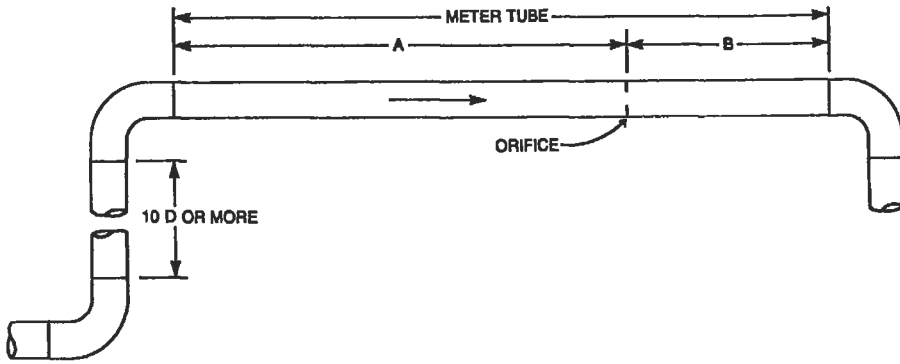 METER TUBE
A
B
ORIFICE
10 D OR MORE